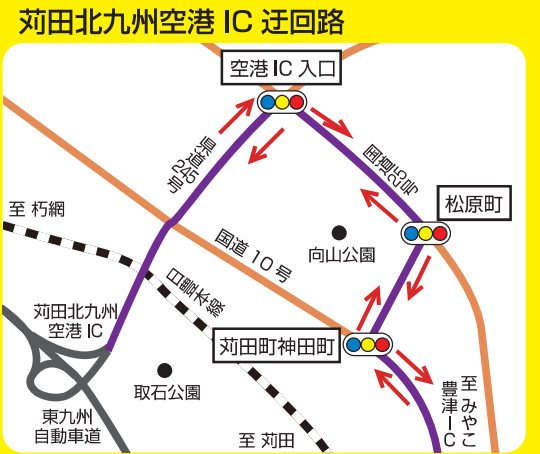 苅田北九州空港 IC 迂回路
空港 IC 入口
県道245号
国道25号
至 朽網
松原町
国道 10 号
向山公園
日豊本線
苅田北九州
空港 IC
苅田町神田町
取石公園
至 みやこ
豊津IC
東九州
自動車道
至 苅田